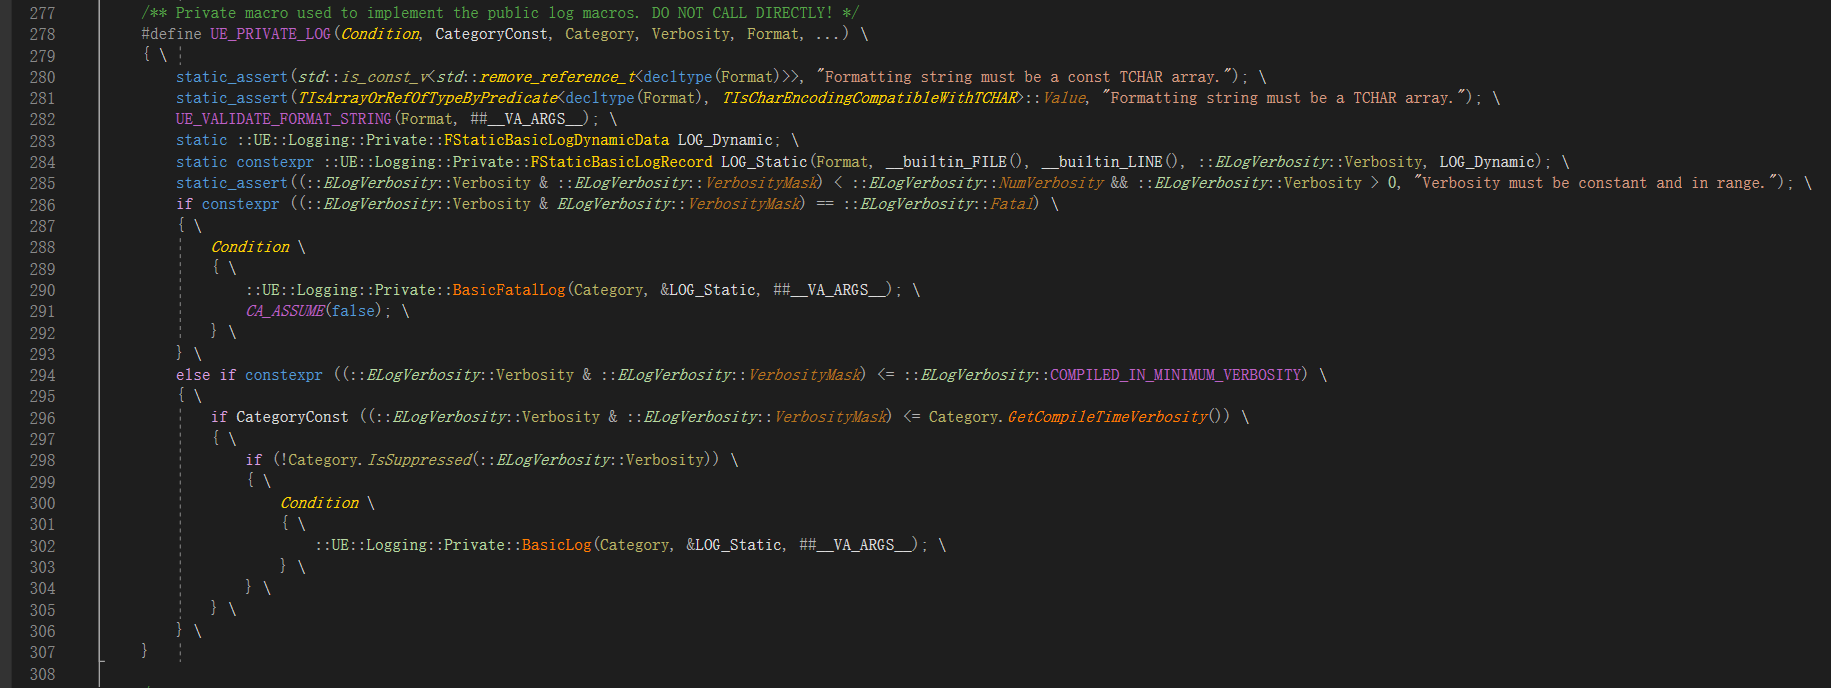 277 /** Private macro used to implement the public log macros. DO NOT CALL DIRECTLY! */
278 #define UE_PRIVATE_LOG(Condition, CategoryConst, Category, Verbosity, Format, ...) \
279 { \
280 static_assert(std::is_const_v<std::remove_reference_t<decltype(Format)>>, "Formatting string must be a const TCHAR array."); \
281 static_assert(TIsArrayOrRefOfTypeByPredicate<decltype(Format), TIsCharEncodingCompatibleWithTCHAR>::Value, "Formatting string must be a TCHAR array."); \
282 UE_VALIDATE_FORMAT_STRING(Format, ##__VA_ARGS__); \
283 static ::UE::Logging::Private::FStaticBasicLogDynamicData LOG_Dynamic; \
284 static constexpr ::UE::Logging::Private::FStaticBasicLogRecord LOG_Static(Format, __builtin_FILE(), __builtin_LINE(), ::ELogVerbosity::Verbosity, LOG_Dynamic); \
285 static_assert((::ELogVerbosity::Verbosity & ::ELogVerbosity::VerbosityMask) < ::ELogVerbosity::NumVerbosity && ::ELogVerbosity::Verbosity > 0, "Verbosity must be constant and in range."); \
286 if constexpr ((::ELogVerbosity::Verbosity & ELogVerbosity::VerbosityMask) == ::ELogVerbosity::Fatal) \
287 { \
288 Condition \
289 { \
290 ::UE::Logging::Private::BasicFatalLog(Category, &LOG_Static, ##__VA_ARGS__); \
291 CA_ASSUME(false); \
292 } \
293 } \
294 else if constexpr ((::ELogVerbosity::Verbosity & ::ELogVerbosity::VerbosityMask) <= ::ELogVerbosity::COMPILED_IN_MINIMUM_VERBOSITY) \
295 { \
296 if CategoryConst ((::ELogVerbosity::Verbosity & ::ELogVerbosity::VerbosityMask) <= Category.GetCompileTimeVerbosity()) \
297 { \
298 if (!Category.IsSuppressed(::ELogVerbosity::Verbosity)) \
299 { \
300 Condition \
301 { \
302 ::UE::Logging::Private::BasicLog(Category, &LOG_Static, ##__VA_ARGS__); \
303 } \
304 } \
305 } \
306 } \
307 }
308